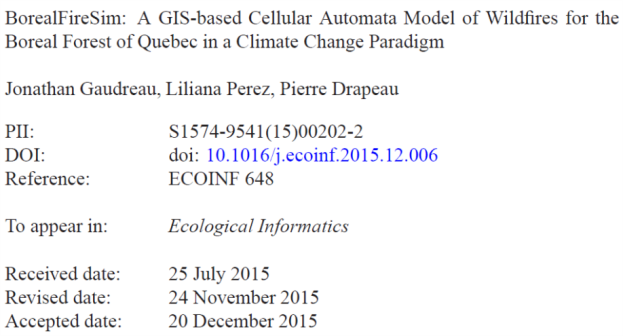 BorealFireSim: A GIS-based Cellular Automata Model of Wildfires for the
Boreal Forest of Quebec in a Climate Change Paradigm
Jonathan Gaudreau, Liliana Perez, Pierre Drapeau
PII: S1574-9541(15)00202-2
DOI: doi: 10.1016/j.ecoinf.2015.12.006
Reference: ECOINF 648
To appear in: Ecological Informatics
Received date: 25 July 2015
Revised date: 24 November 2015
Accepted date: 20 December 2015